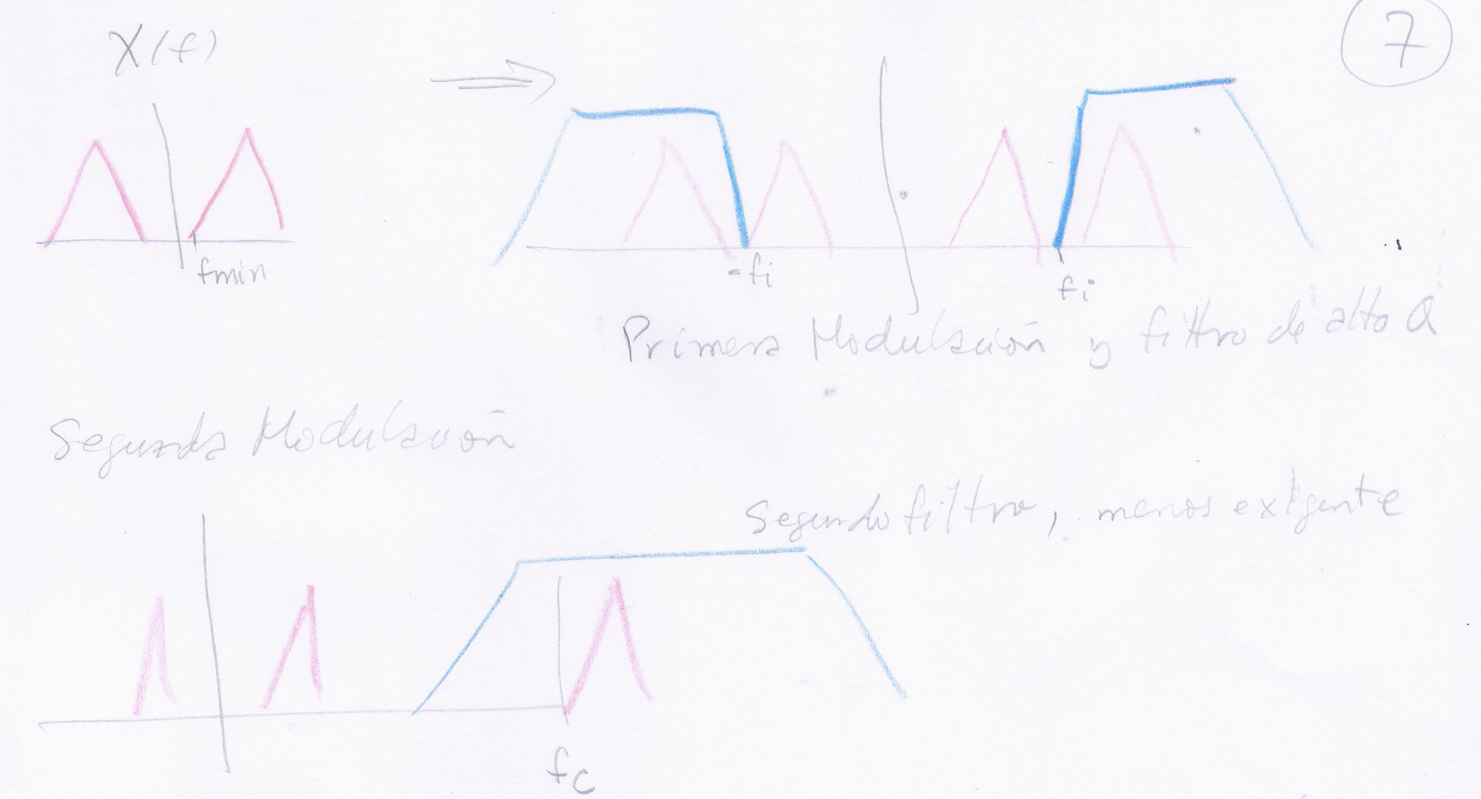 7
X(f)
fmin
-fi
fi
Primera Modulación y filtro de alto Q
Segunda Modulación
Segundo filtro, menos exigente
fc